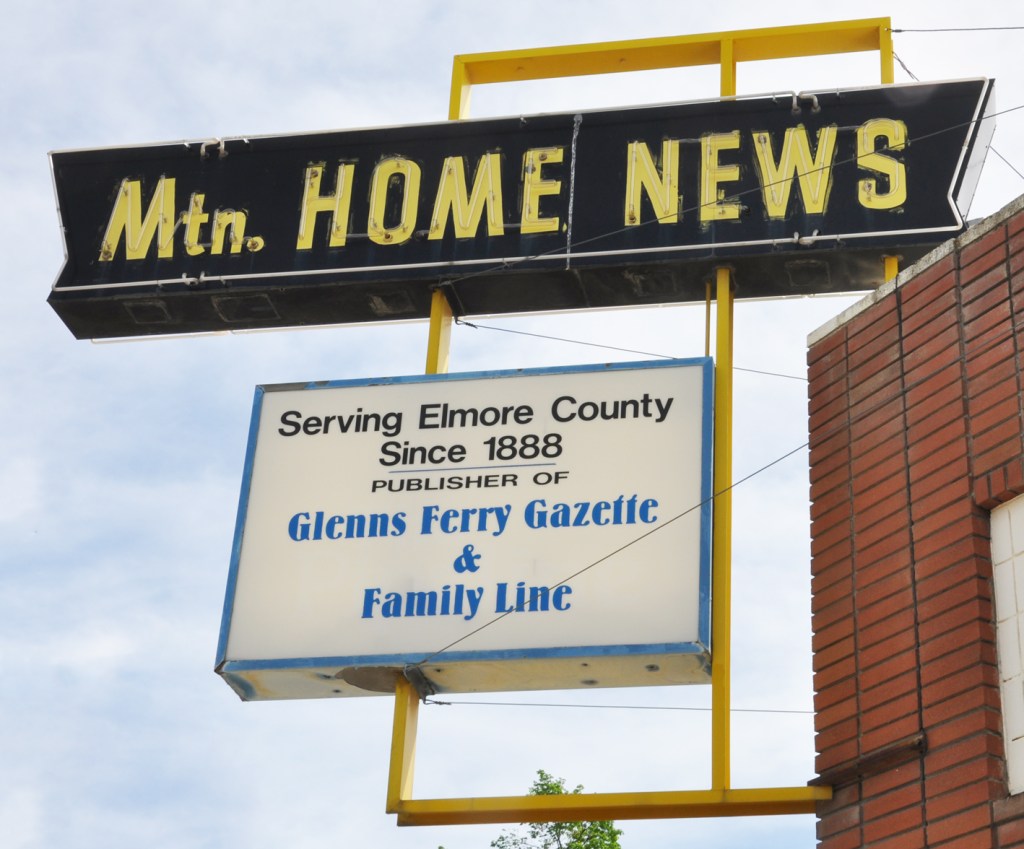 Mtn. HOME NEWS
Serving Elmore County
Since 1888
PUBLISHER OF
Glenns Ferry Gazette
&
Family Line